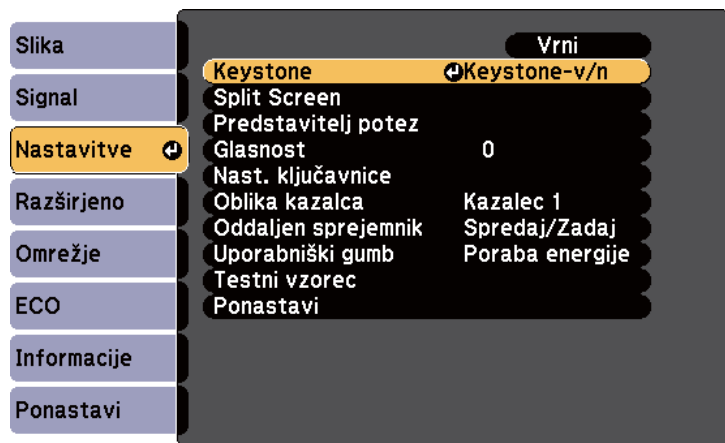 Slika
Signal
Nastavitve
Razširjeno
Omrežje
ECO
Informacije
Ponastavi
Vrni
Keystone Keystone-v/n
Split Screen
Predstavitelj potez
Glasnost 0
Nast. ključavnice
Oblika kazalca Kazalec 1
Oddaljen sprejemnik Spredaj/Zadaj
Uporabniški gumb Poraba energije
Testni vzorec
Ponastavi